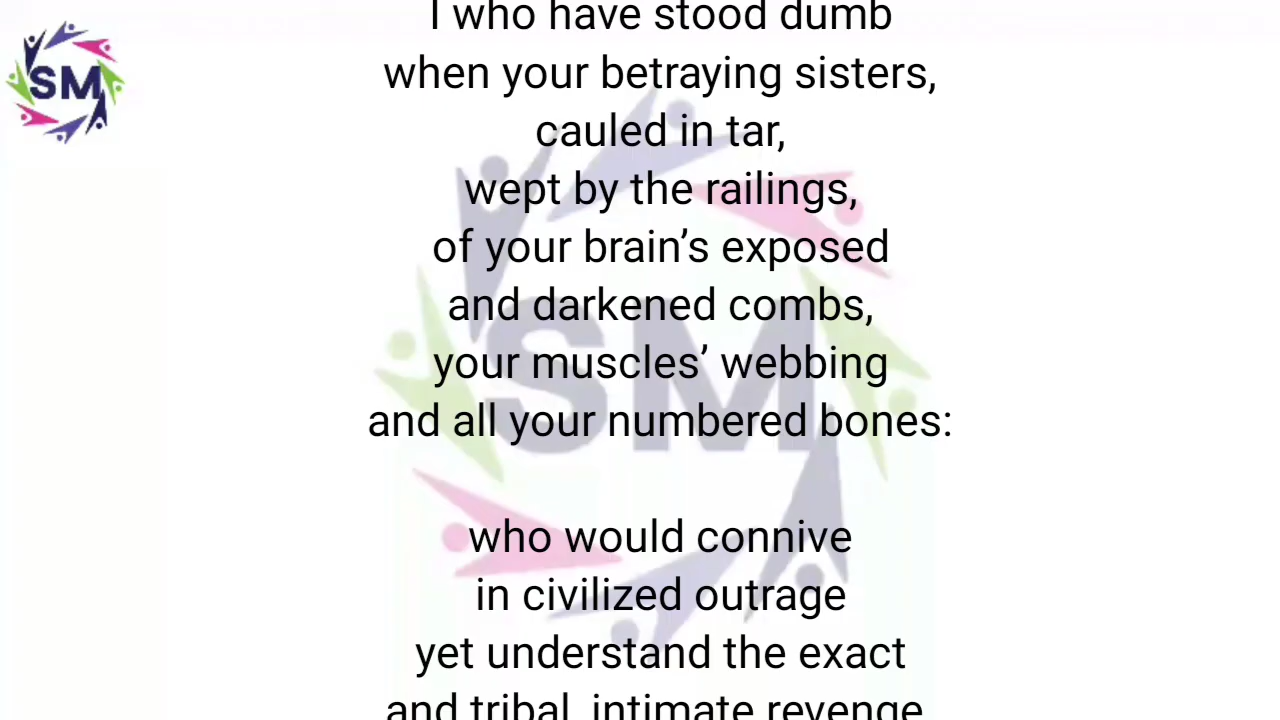 SM
I who have stood dumb
when your betraying sisters,
cauled in tar,
wept by the railings,
of your brain’s exposed
and darkened combs,
your muscles’ webbing
and all your numbered bones:
SM
who would connive
in civilized outrage
yet understand the exact
and tribal, intimate revenge